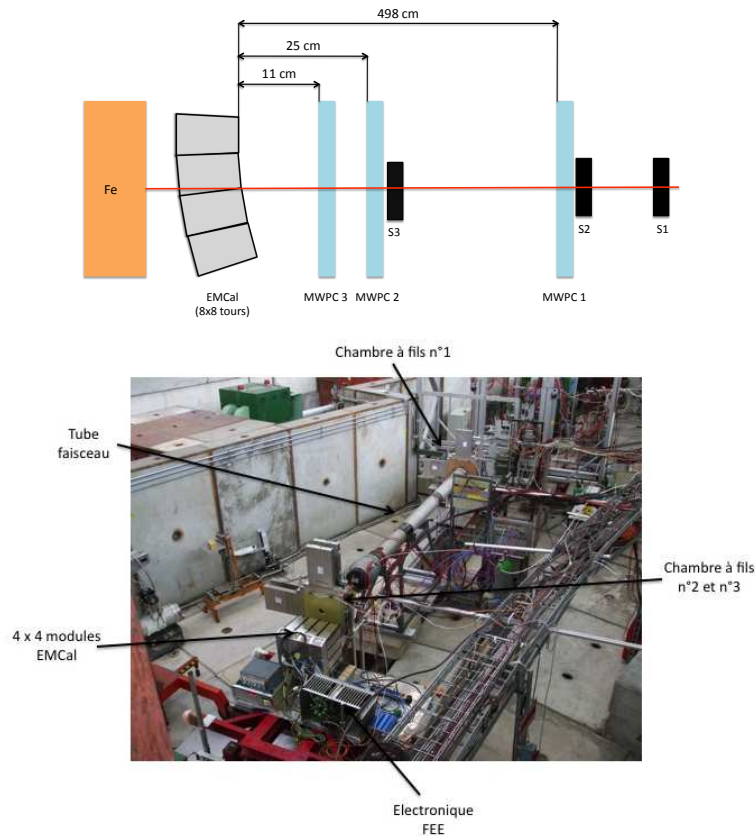 498 cm
25 cm
11 cm
Fe
S3
S2
S1
EMCal
(8x8 tours)
MWPC 3
MWPC 2
MWPC 1
Chambre à fils n°1
Tube
faisceau
Chambre à fils
n°2 et n°3
4 x 4 modules
EMCal
Electronique
FEE